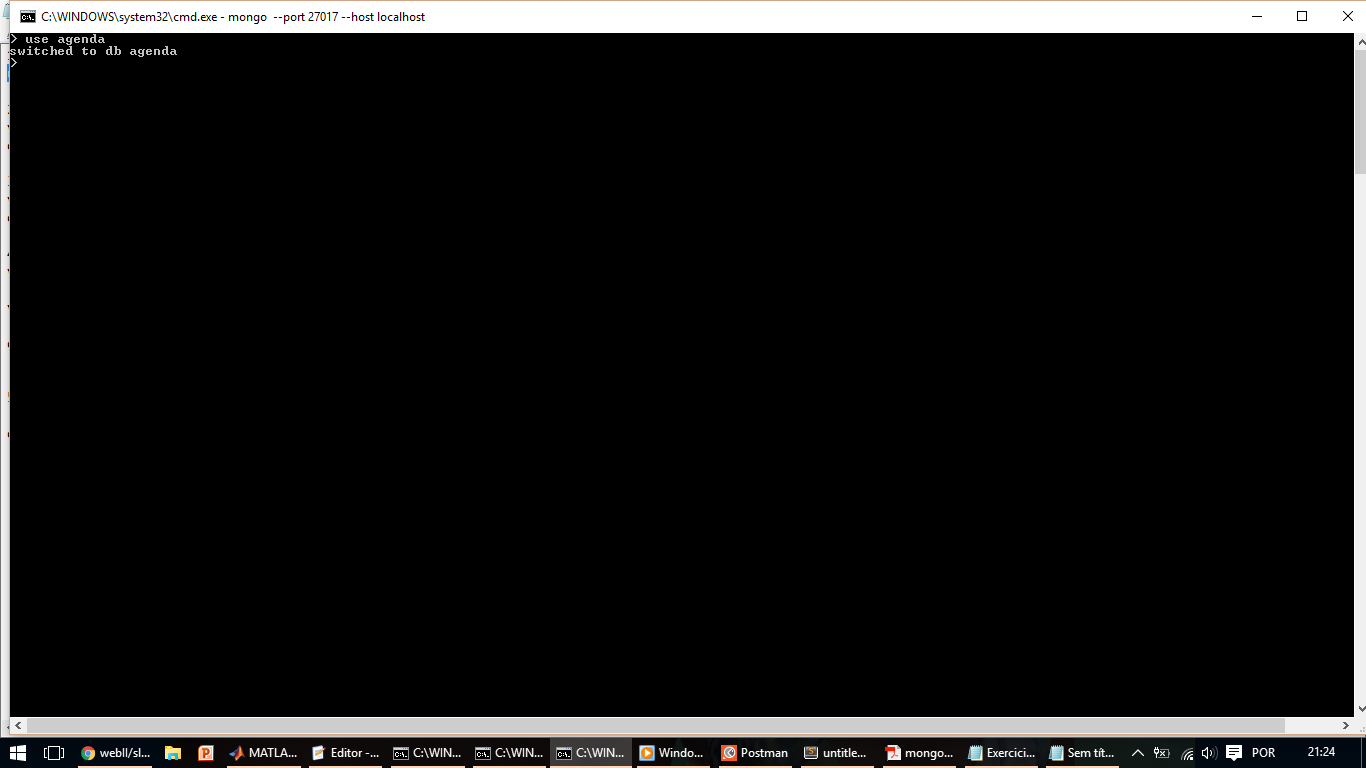 C:\WINDOWS\system32\cmd.exe - mongo  --port 27017 --host localhost
> use agenda
switched to db agenda
>
webll/sl... MATLA... Editor -... C:\WIN... C:\WIN... C:\WIN... Windo... Postman untitle... mongo... Exercici... Sem tít... POR 21:24